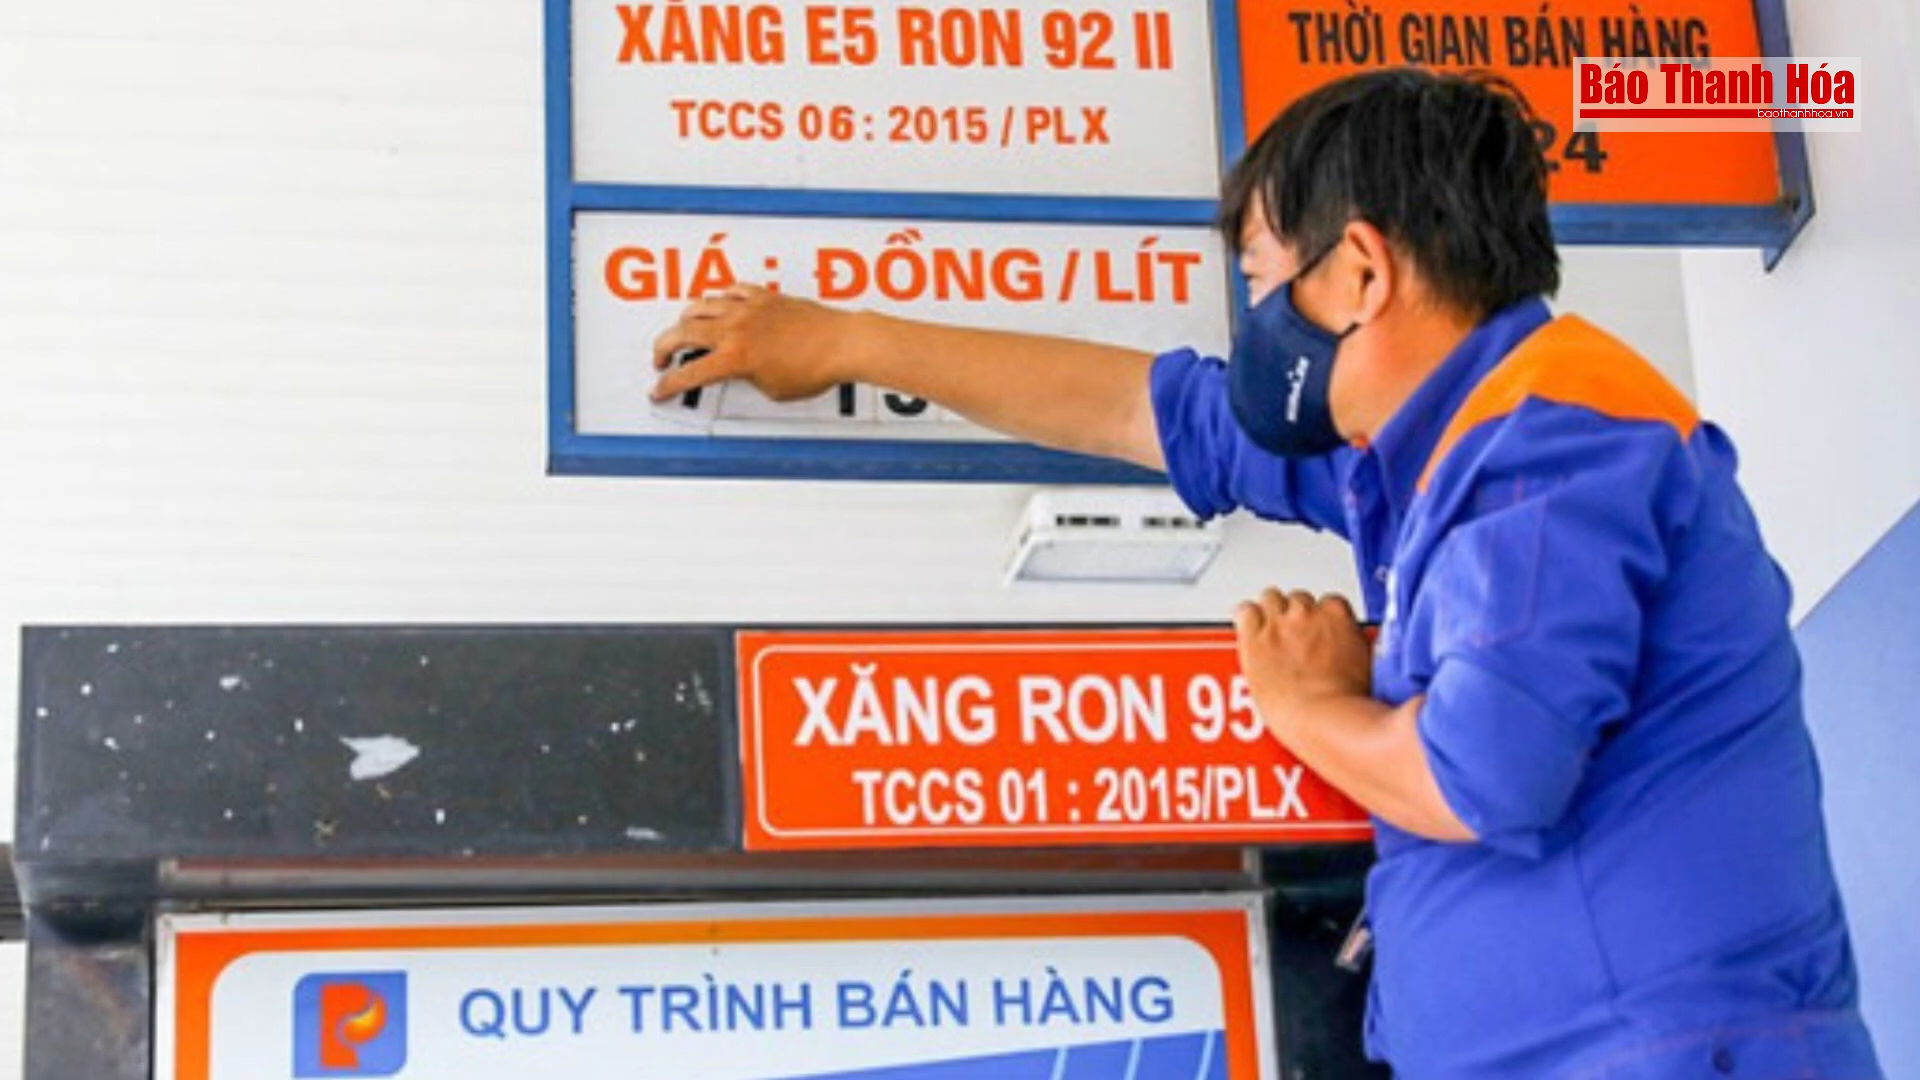 XĂNG E5 RON 92 II
TCCS 06: 2015 / PLX
THỜI GIAN BÁN HÀNG
24
Báo Thanh Hóa
baothanhhoa.vn
GIÁ : ĐỒNG / LÍT
XĂNG RON 95
TCCS 01 : 2015/PLX
QUY TRÌNH BÁN HÀNG